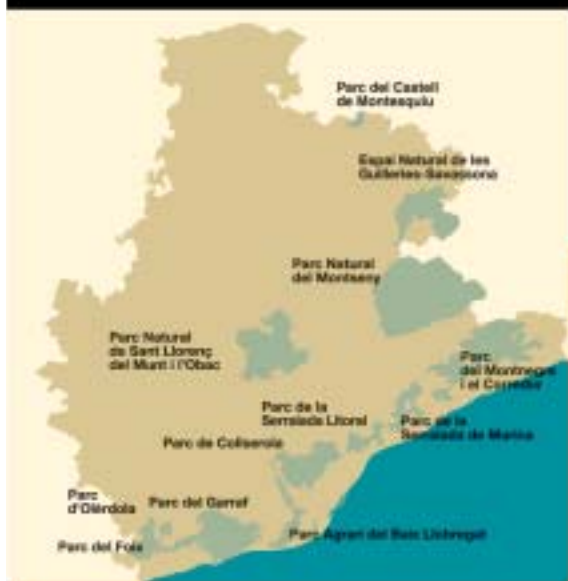 Parc del Castell
de Montesquiu
Espai Natural de les
Guilleries-Savassona
Parc Natural
del Montseny
Parc Natural
de Sant Llorenç
del Munt i l'Obac
Parc
del Montnegre
i el Corredor
Parc de la
Serralada Litoral
Parc de la
Serralada de Marina
Parc de Collserola
Parc
d'Olèrdola
Parc del Garraf
Parc del Foix
Parc Agrari del Baix Llobregat